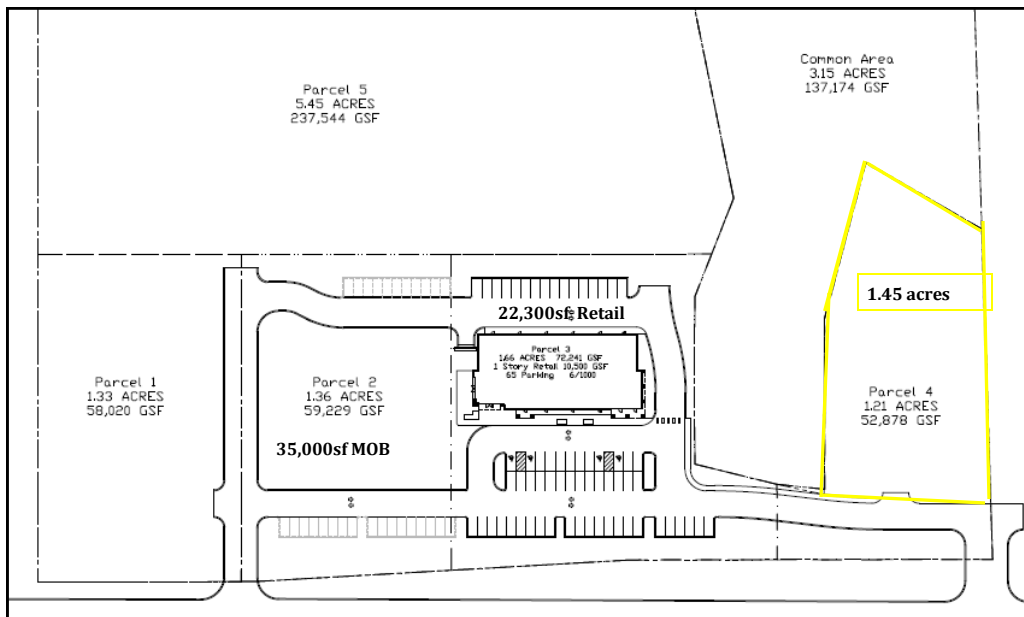 Parcel 5
5.45 ACRES
237,544 GSF
Common Area
3.15 ACRES
137,174 GSF
1.45 acres
22,300sf Retail
Parcel 3
1.66 ACRES 72,241 GSF
1 Story Retail 10,500 GSF
65 Parking 6/1000
Parcel 1
1.33 ACRES
58,020 GSF
Parcel 2
1.36 ACRES
59,229 GSF
35,000sf MOB
Parcel 4
1.21 ACRES
52,878 GSF